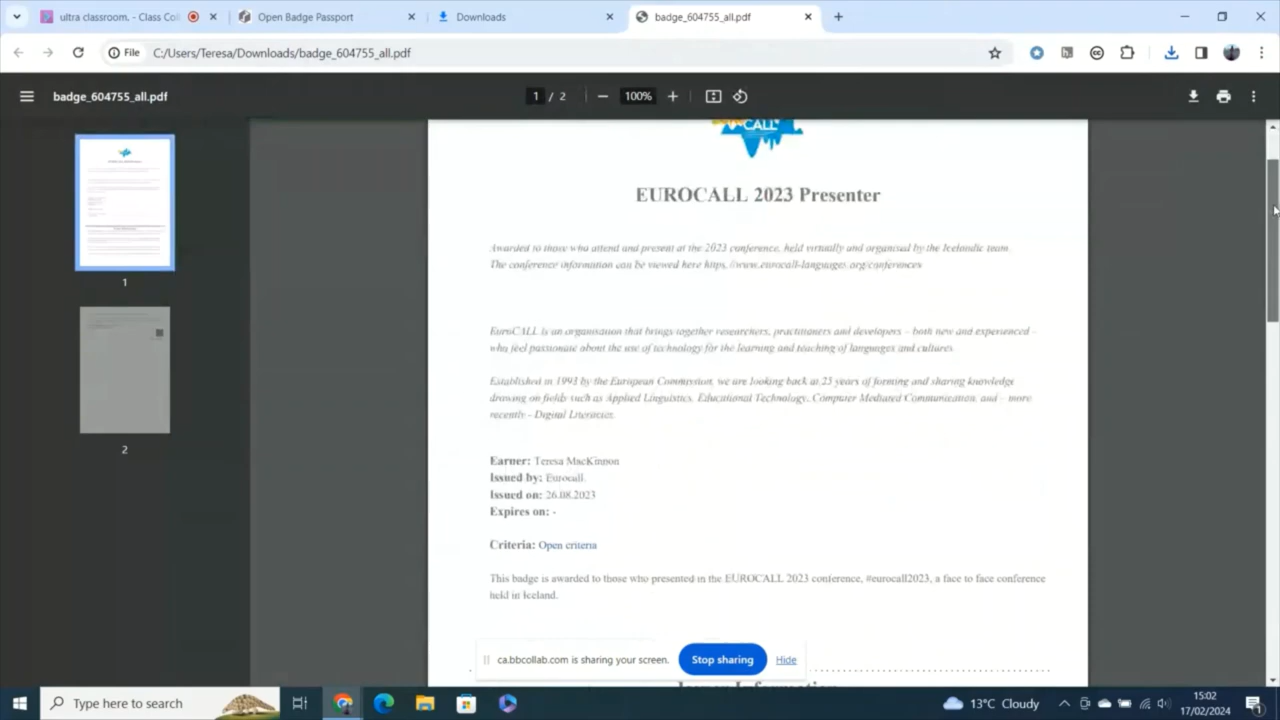 ultra classroom. - Class Coll
Open Badge Passport
Downloads
badge_604755_all.pdf
File
C:/Users/Teresa/Downloads/badge_604755_all.pdf
badge_604755_all.pdf
1 / 2
100%
CALL
EUROCALL 2023 Presenter
Awarded to those who attend and present at the 2023 conference, held virtually and organised by the Icelandic team.
The conference information can be viewed here https://www.eurocall-languages.org/conferences
EuroCALL is an organisation that brings together researchers, practitioners and developers - both new and experienced -
who feel passionate about the use of technology for the learning and teaching of languages and cultures.
Established in 1993 by the European Commission, we are looking back at 25 years of forming and sharing knowledge
drawing on fields such as Applied Linguistics, Educational Technology, Computer Mediated Communication, and - more
recently - Digital Literacies.
Earner: Teresa MacKinnon
Issued by: Eurocall
Issued on: 26.08.2023
Expires on: -
Criteria: Open criteria
This badge is awarded to those who presented in the EUROCALL 2023 conference, #eurocall2023, a face to face conference
held in Iceland.
1
2
ca.bbcollab.com is sharing your screen.
Stop sharing
Hide
Type here to search
13°C Cloudy
15:02
17/02/2024